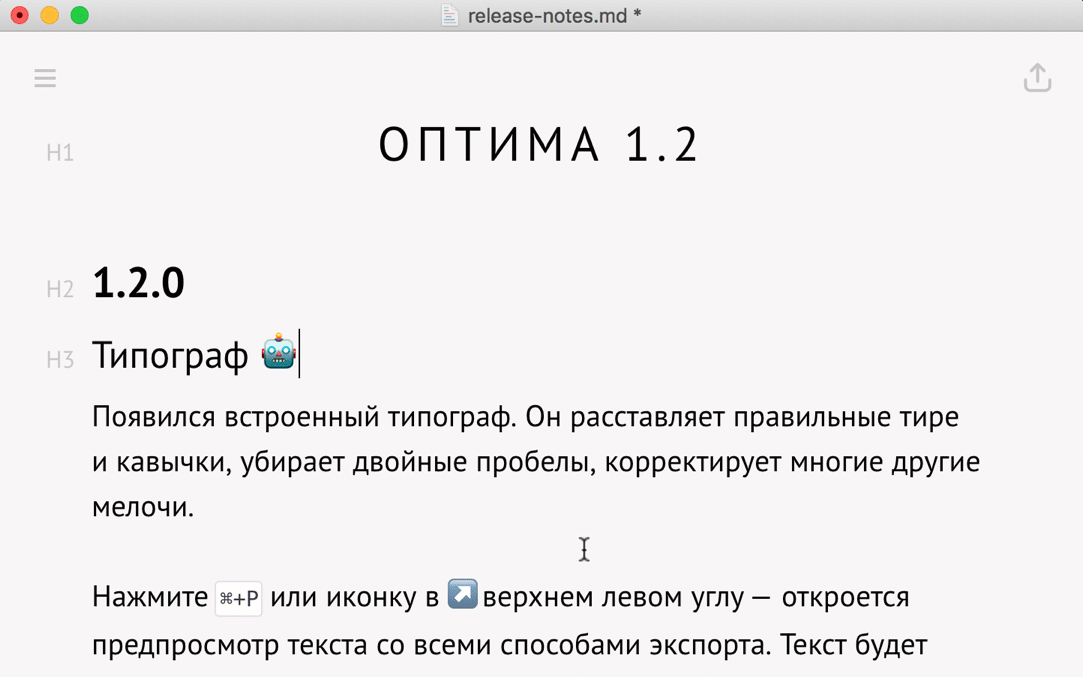 release-notes.md *
H1 ОПТИМА 1.2
H2 1.2.0
H3 Типограф 🤖
Появился встроенный типограф. Он расставляет правильные тире
и кавычки, убирает двойные пробелы, корректирует многие другие
мелочи.
Нажмите ⌘+P или иконку в ↗️ верхнем левом углу — откроется
предпросмотр текста со всеми способами экспорта. Текст будет